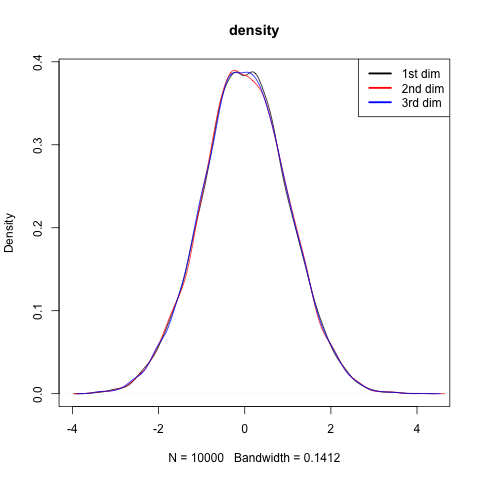 density
1st dim
2nd dim
3rd dim
Density
0.0
0.1
0.2
0.3
0.4
-4
-2
0
2
4
N = 10000   Bandwidth = 0.1412